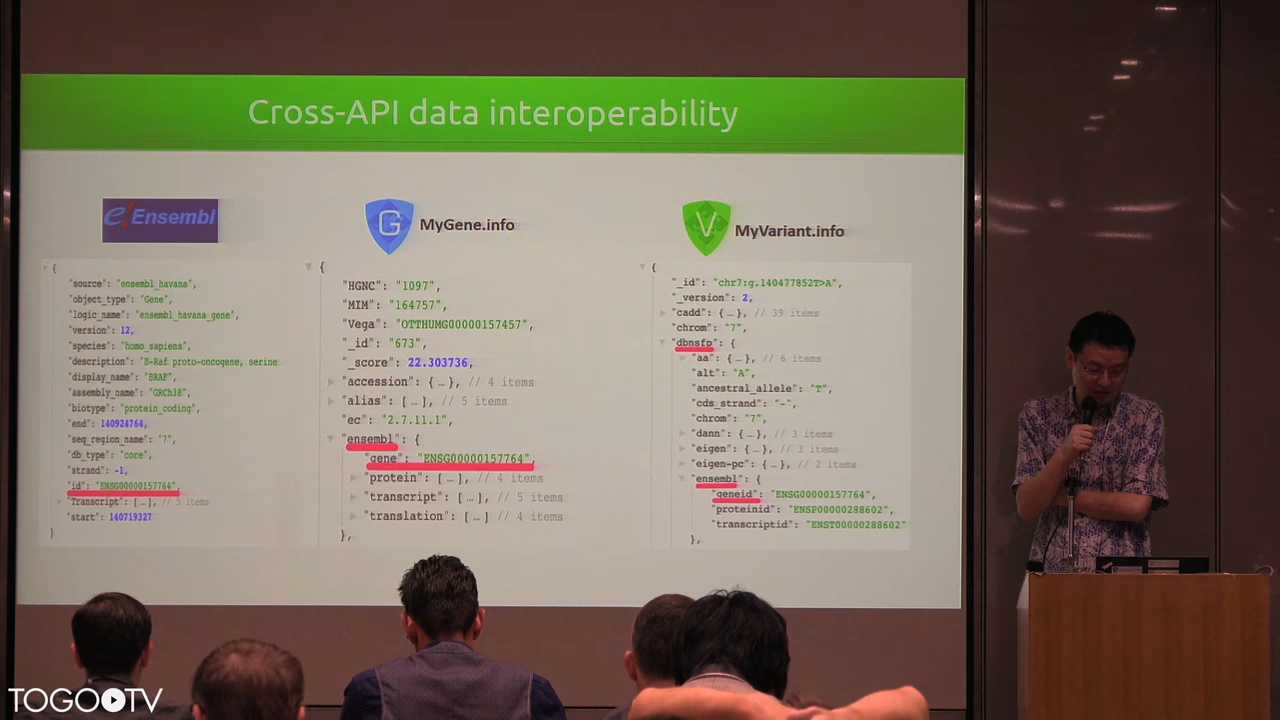 Cross-API data interoperability
e!Ensembl
{
"source": "ensembl_havana",
"object_type": "Gene",
"logic_name": "ensembl_havana_gene",
"version": 12,
"species": "homo_sapiens",
"description": "B-Raf proto-oncogene, serine
"display_name": "BRAF",
"assembly_name": "GRCh38",
"biotype": "protein_coding",
"end": 140924764,
"seq_region_name": "7",
"db_type": "core",
"strand": -1,
"id": "ENSG00000157764",
"Transcript": […], // 5 items
"start": 140719327
}
G
MyGene.info
{
"HGNC": "1097",
"MIM": "164757",
"Vega": "OTTHUMG00000157457",
"_id": "673",
"_score": 22.303736,
"accession": {…}, // 4 items
"alias": […], // 5 items
"ec": "2.7.11.1",
"ensembl": {
"gene": "ENSG00000157764",
"protein": […], // 4 items
"transcript": […], // 5 items
"translation": […] // 4 items
},
V
MyVariant.info
{
"_id": "chr7:g.140477852T>A",
"_version": 2,
"cadd": {…}, // 39 items
"chrom": "7",
"dbnsfp": {
"aa": {…}, // 6 items
"alt": "A",
"ancestral_allele": "T",
"cds_strand": "-",
"chrom": "7",
"dann": {…}, // 3 items
"eigen": {…}, // 3 items
"eigen-pc": {…}, // 2 items
"ensembl": {
"geneid": "ENSG00000157764",
"proteinid": "ENSP00000288602",
"transcriptid": "ENST00000288602"
},
TOGOTV